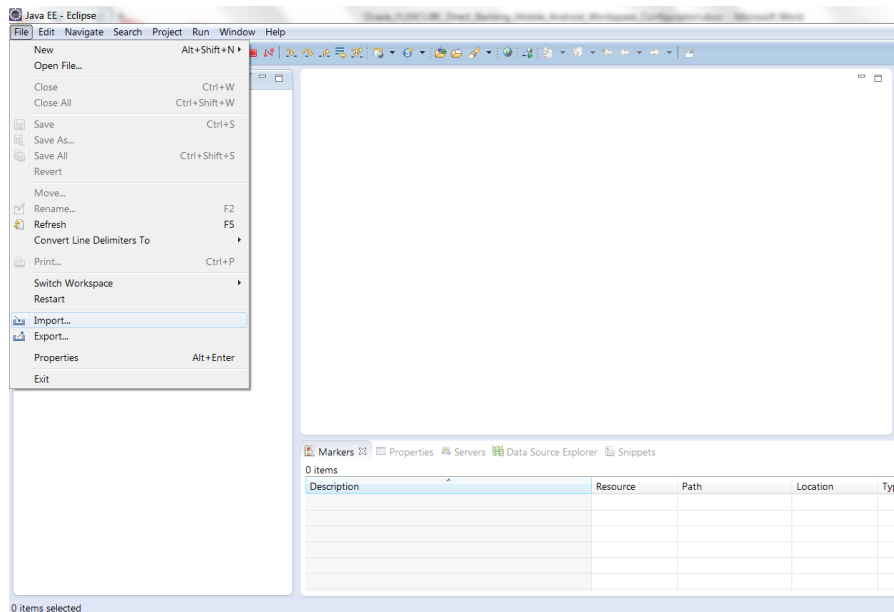 Java EE - Eclipse
File Edit Navigate Search Project Run Window Help
New Alt+Shift+N
Open File...
Close Ctrl+W
Close All Ctrl+Shift+W
Save Ctrl+S
Save As...
Save All Ctrl+Shift+S
Revert
Move...
Rename... F2
Refresh F5
Convert Line Delimiters To
Print... Ctrl+P
Switch Workspace
Restart
Import...
Export...
Properties Alt+Enter
Exit
Markers Properties Servers Data Source Explorer Snippets
0 items
Description Resource Path Location Typ
0 items selected